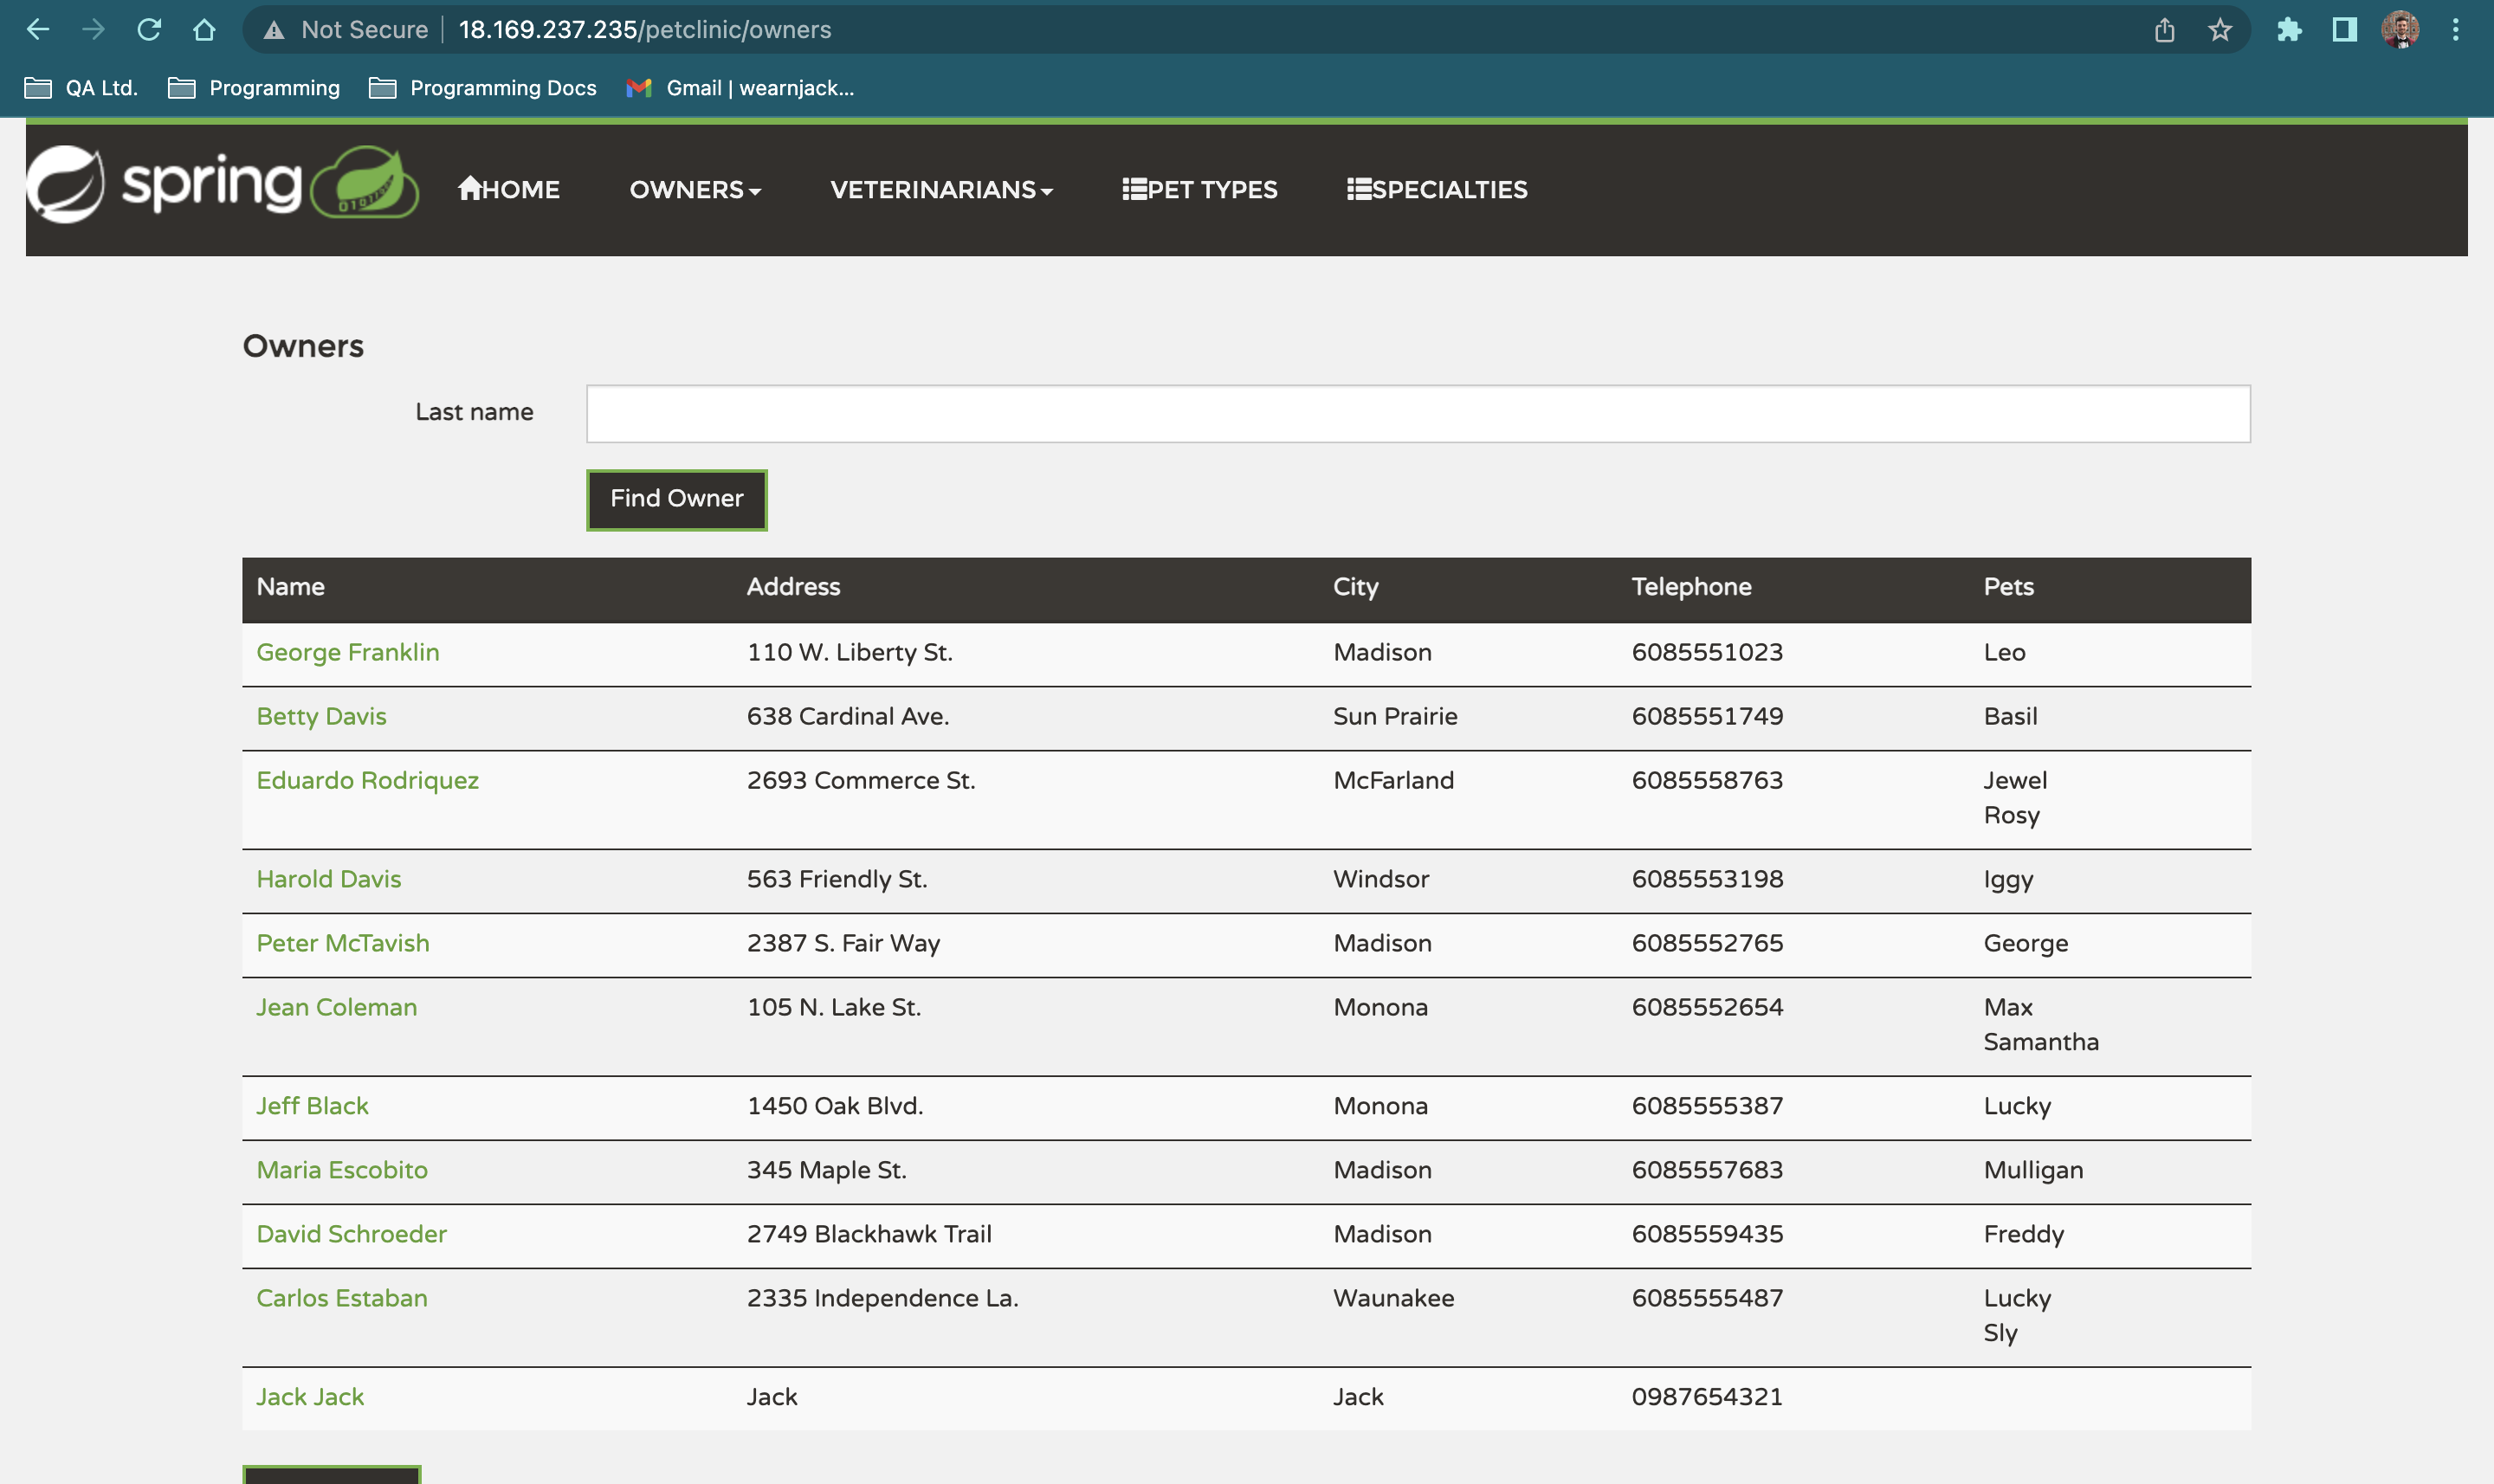 Not Secure | 18.169.237.235/petclinic/owners
QA Ltd. Programming Programming Docs Gmail | wearnjack...
spring HOME OWNERS VETERINARIANS PET TYPES SPECIALTIES
Owners
Last name
Find Owner
Name Address City Telephone Pets
George Franklin 110 W. Liberty St. Madison 6085551023 Leo
Betty Davis 638 Cardinal Ave. Sun Prairie 6085551749 Basil
Eduardo Rodriquez 2693 Commerce St. McFarland 6085558763 Jewel
Rosy
Harold Davis 563 Friendly St. Windsor 6085553198 Iggy
Peter McTavish 2387 S. Fair Way Madison 6085552765 George
Jean Coleman 105 N. Lake St. Monona 6085552654 Max
Samantha
Jeff Black 1450 Oak Blvd. Monona 6085555387 Lucky
Maria Escobito 345 Maple St. Madison 6085557683 Mulligan
David Schroeder 2749 Blackhawk Trail Madison 6085559435 Freddy
Carlos Estaban 2335 Independence La. Waunakee 6085555487 Lucky
Sly
Jack Jack Jack Jack 0987654321